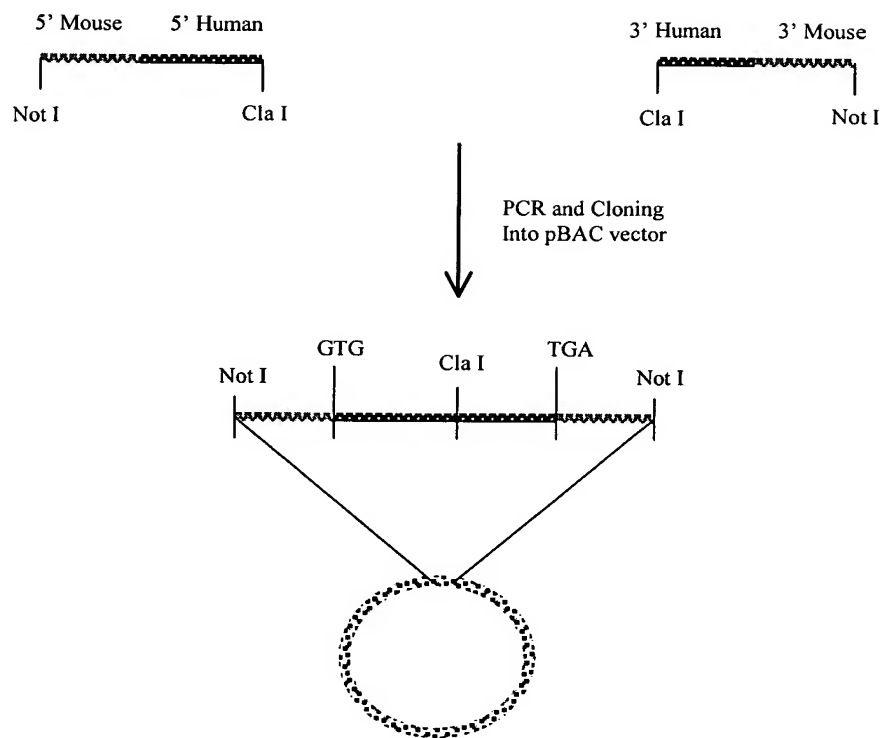 5’ Mouse 5’ Human
3’ Human 3’ Mouse
Not I
Cla I
Cla I
Not I
PCR and Cloning
Into pBAC vector
Not I
GTG
Cla I
TGA
Not I